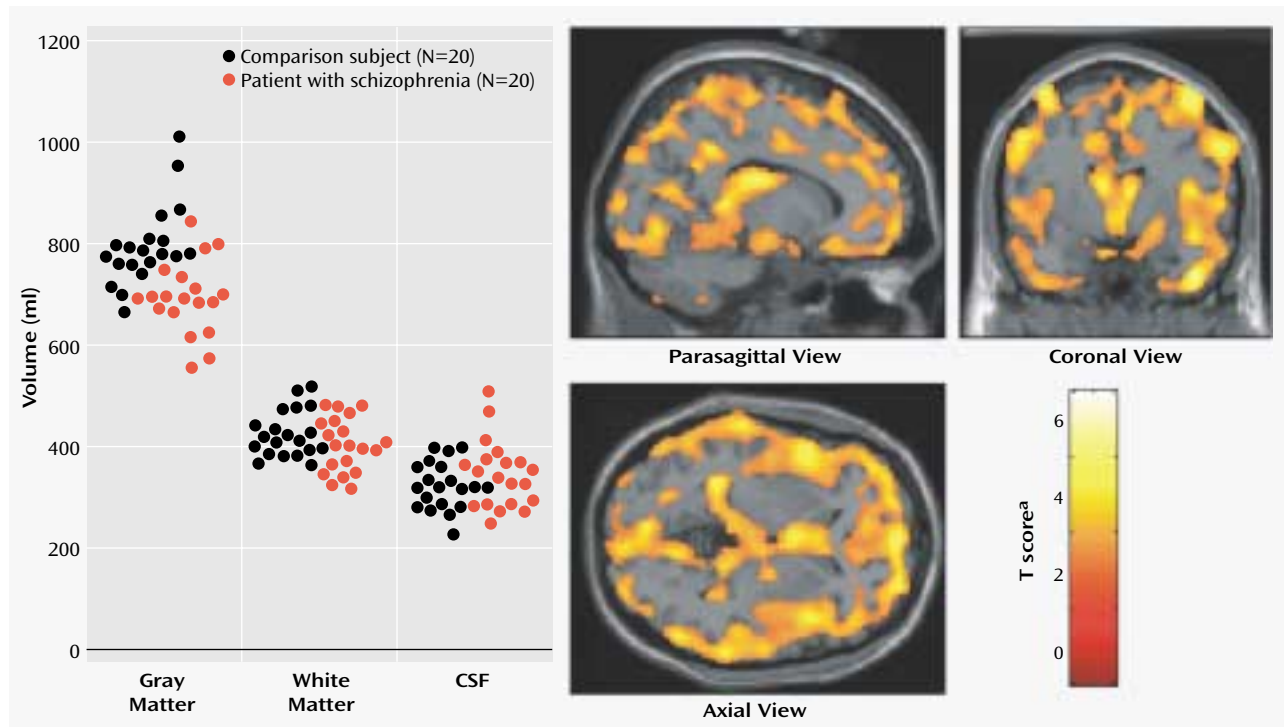 1200
1000
800
600
400
200
0
Volume (ml)
Comparison subject (N=20)
Patient with schizophrenia (N=20)
Gray
Matter
White
Matter
CSF
Parasagittal View
Coronal View
Axial View
T scoreᵃ
6
4
2
0